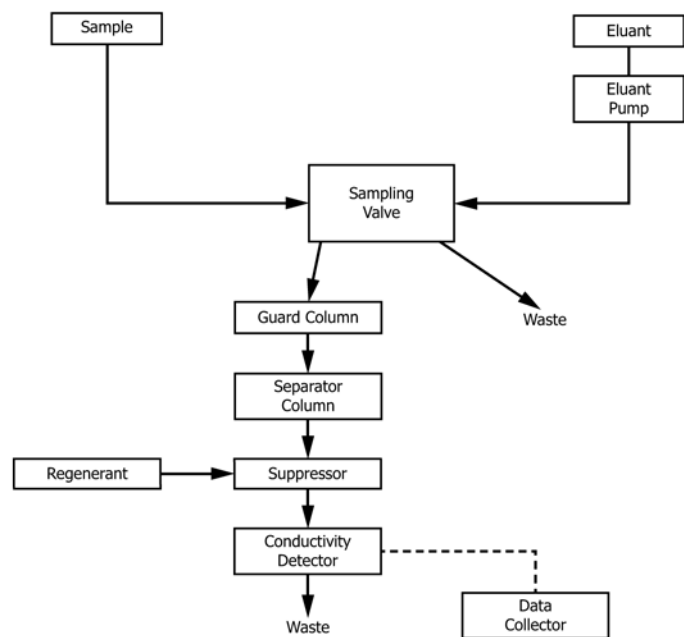 Sample
Eluant
Eluant
Pump
Sampling
Valve
Guard Column
Waste
Separator
Column
Regenerant
Suppressor
Conductivity
Detector
Data
Collector
Waste